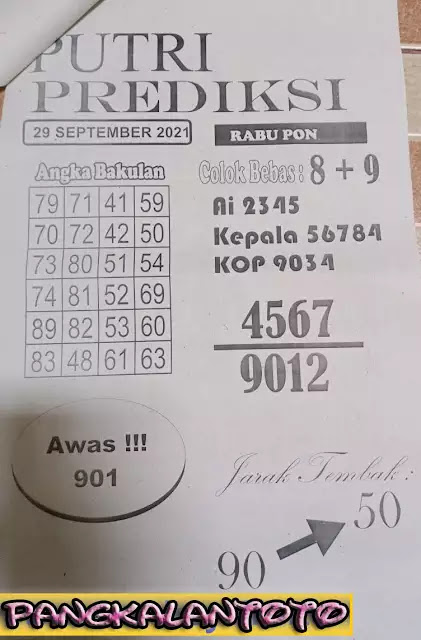 PUTRI
PREDIKSI
29 SEPTEMBER 2021
RABU PON
Angka Bakulan
79 71 41 59
70 72 42 50
73 80 51 54
74 81 52 69
89 82 53 60
83 48 61 63
Colok Bebas : 8 + 9
Ai 2345
Kepala 56784
KOP 9034
4567
9012
Awas !!!
901
Jarak Tembak :
50
90
PANGKALANTOTO